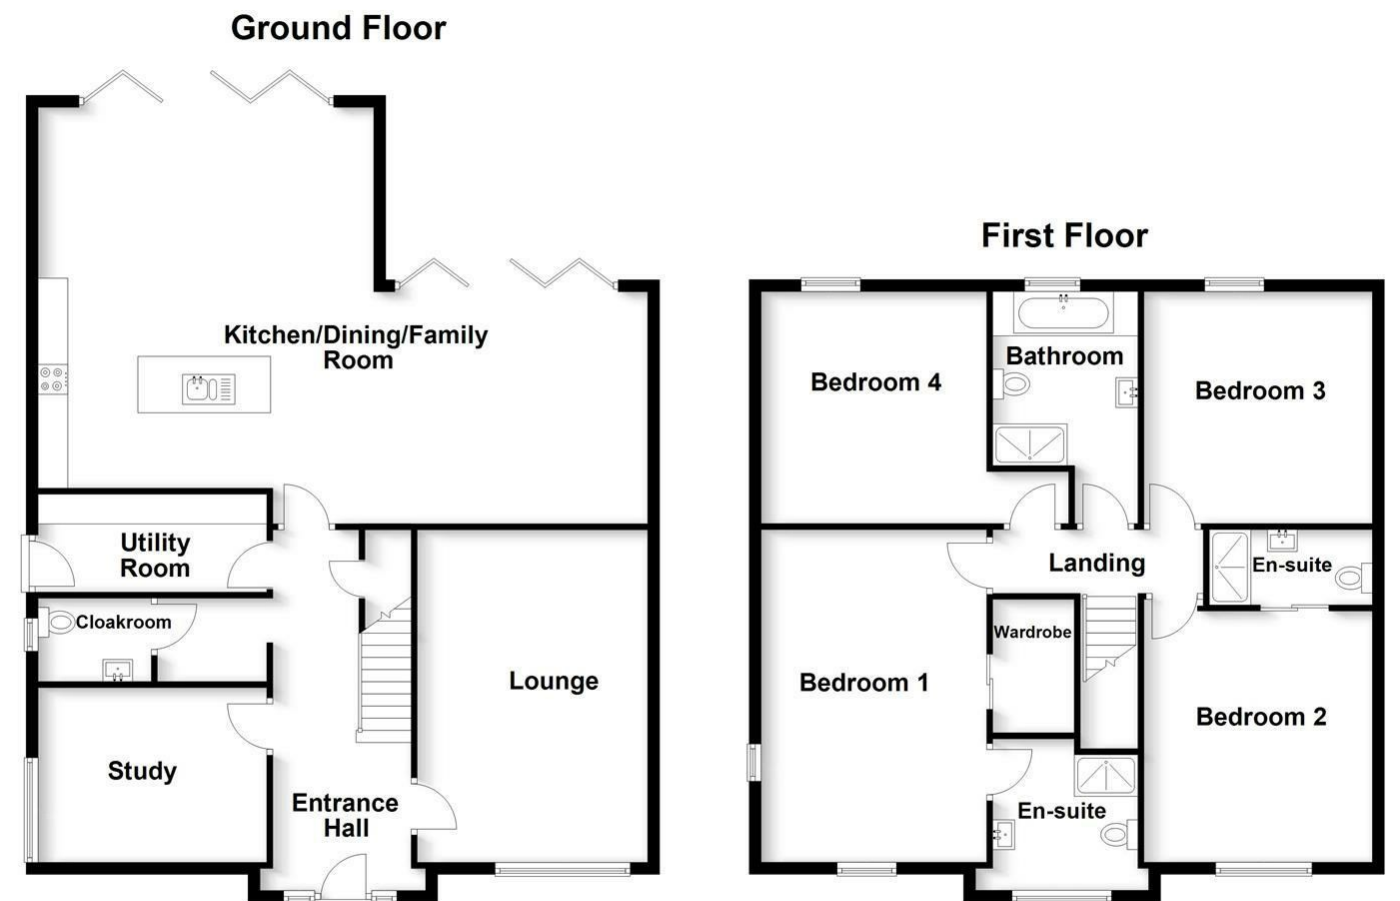 Ground Floor
Kitchen/Dining/Family
Room
Utility
Room
Cloakroom
Study
Entrance
Hall
Lounge
First Floor
Bedroom 4
Bathroom
Bedroom 3
Landing
En-suite
Wardrobe
Bedroom 1
Bedroom 2
En-suite